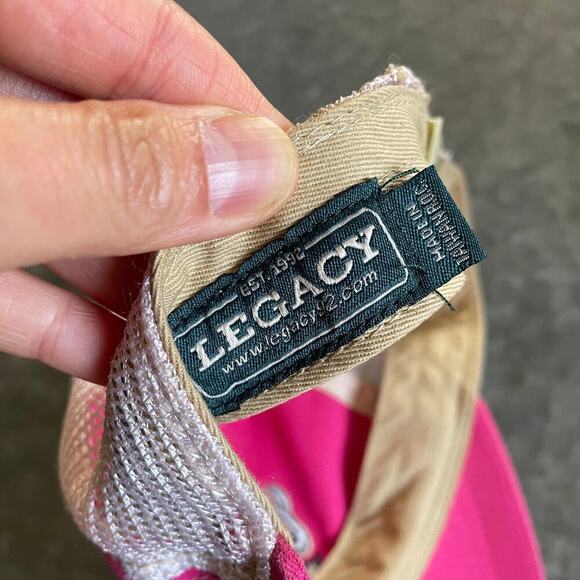 EST. 1992
LEGACY
www.legacy92.com
MADE IN
TAIWAN R.O.C.